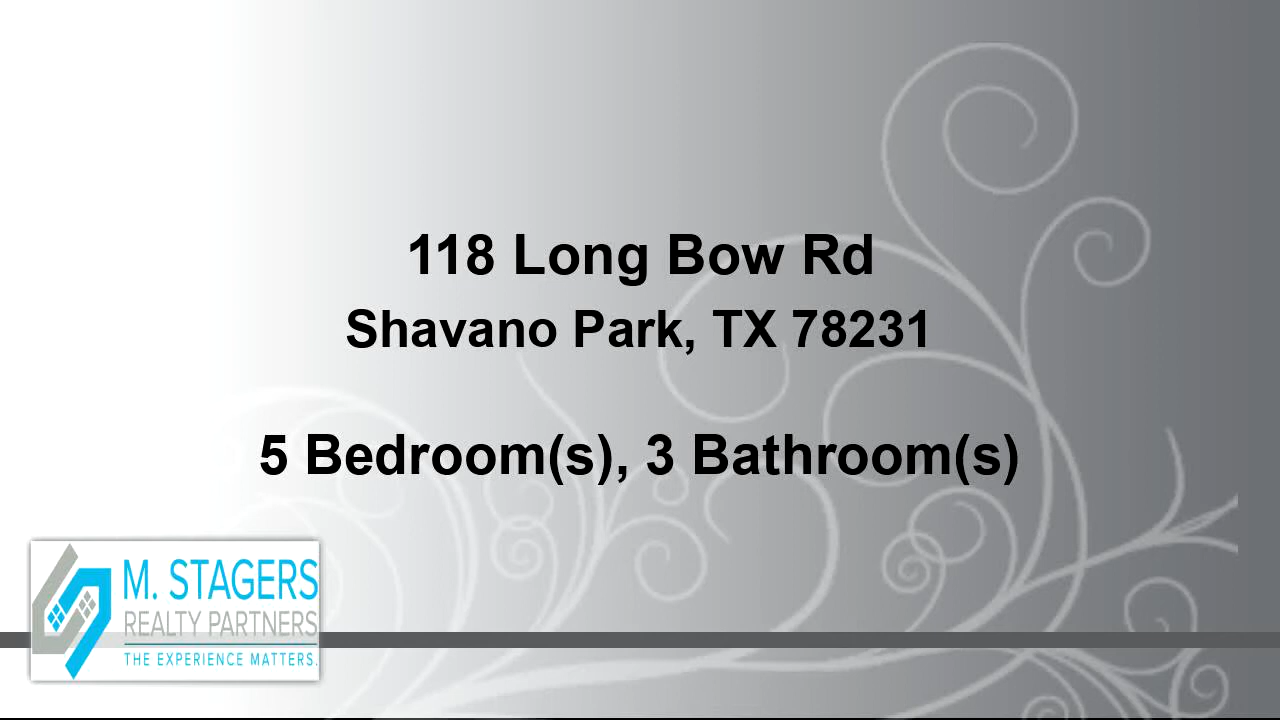 118 Long Bow Rd
Shavano Park, TX 78231
5 Bedroom(s), 3 Bathroom(s)
M. STAGERS
REALTY PARTNERS
THE EXPERIENCE MATTERS.